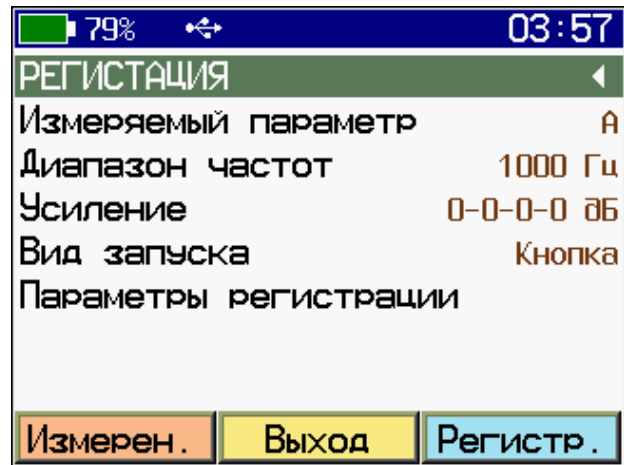 79% 03:57
РЕГИСТАЦИЯ
Измеряемый параметр А
Диапазон частот 1000 Гц
Усиление 0-0-0-0 дБ
Вид запуска Кнопка
Параметры регистрации
Измерен. Выход Регистр.